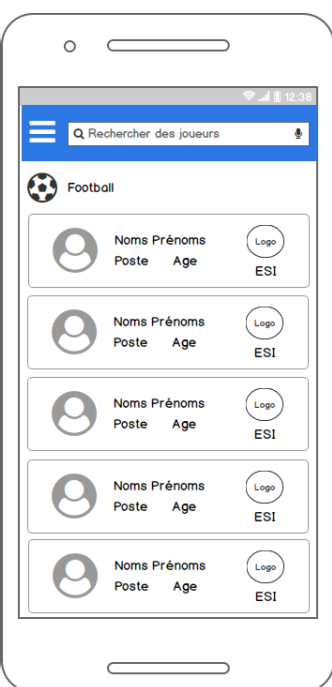 12:38
Rechercher des joueurs
Football
Noms Prénoms
Logo
Poste Age
ESI
Noms Prénoms
Logo
Poste Age
ESI
Noms Prénoms
Logo
Poste Age
ESI
Noms Prénoms
Logo
Poste Age
ESI
Noms Prénoms
Logo
Poste Age
ESI